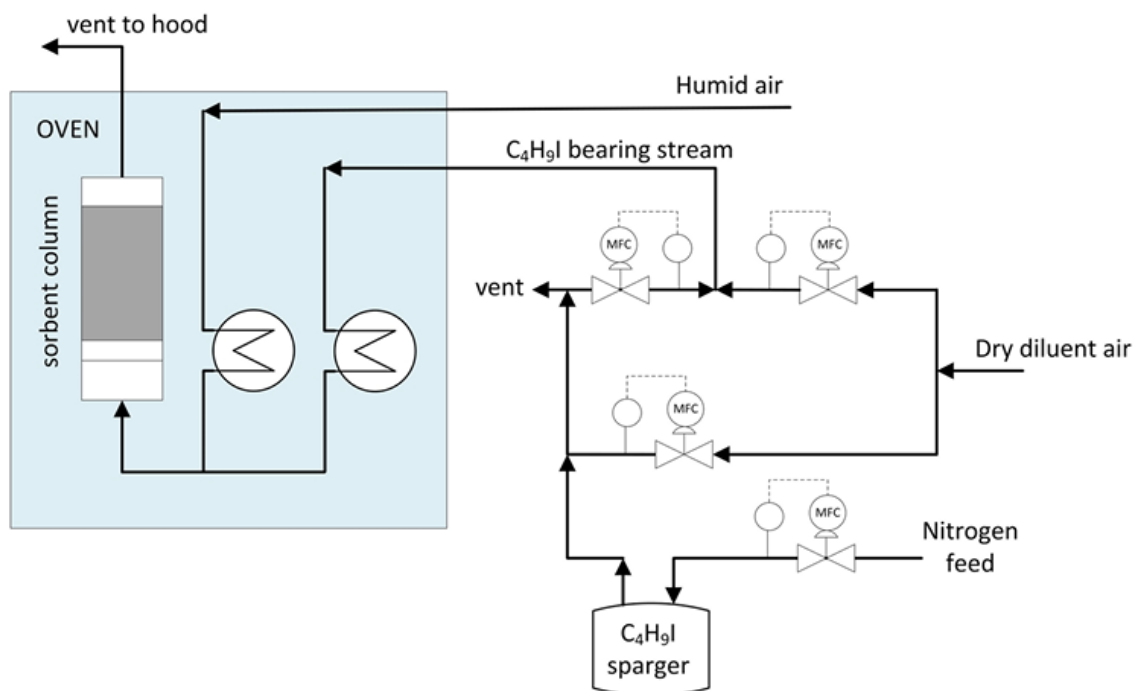 vent to hood
Humid air
OVEN
C₄H₉I bearing stream
sorbent column
MFC
MFC
vent
Dry diluent air
MFC
MFC
Nitrogen
feed
C₄H₉I
sparger